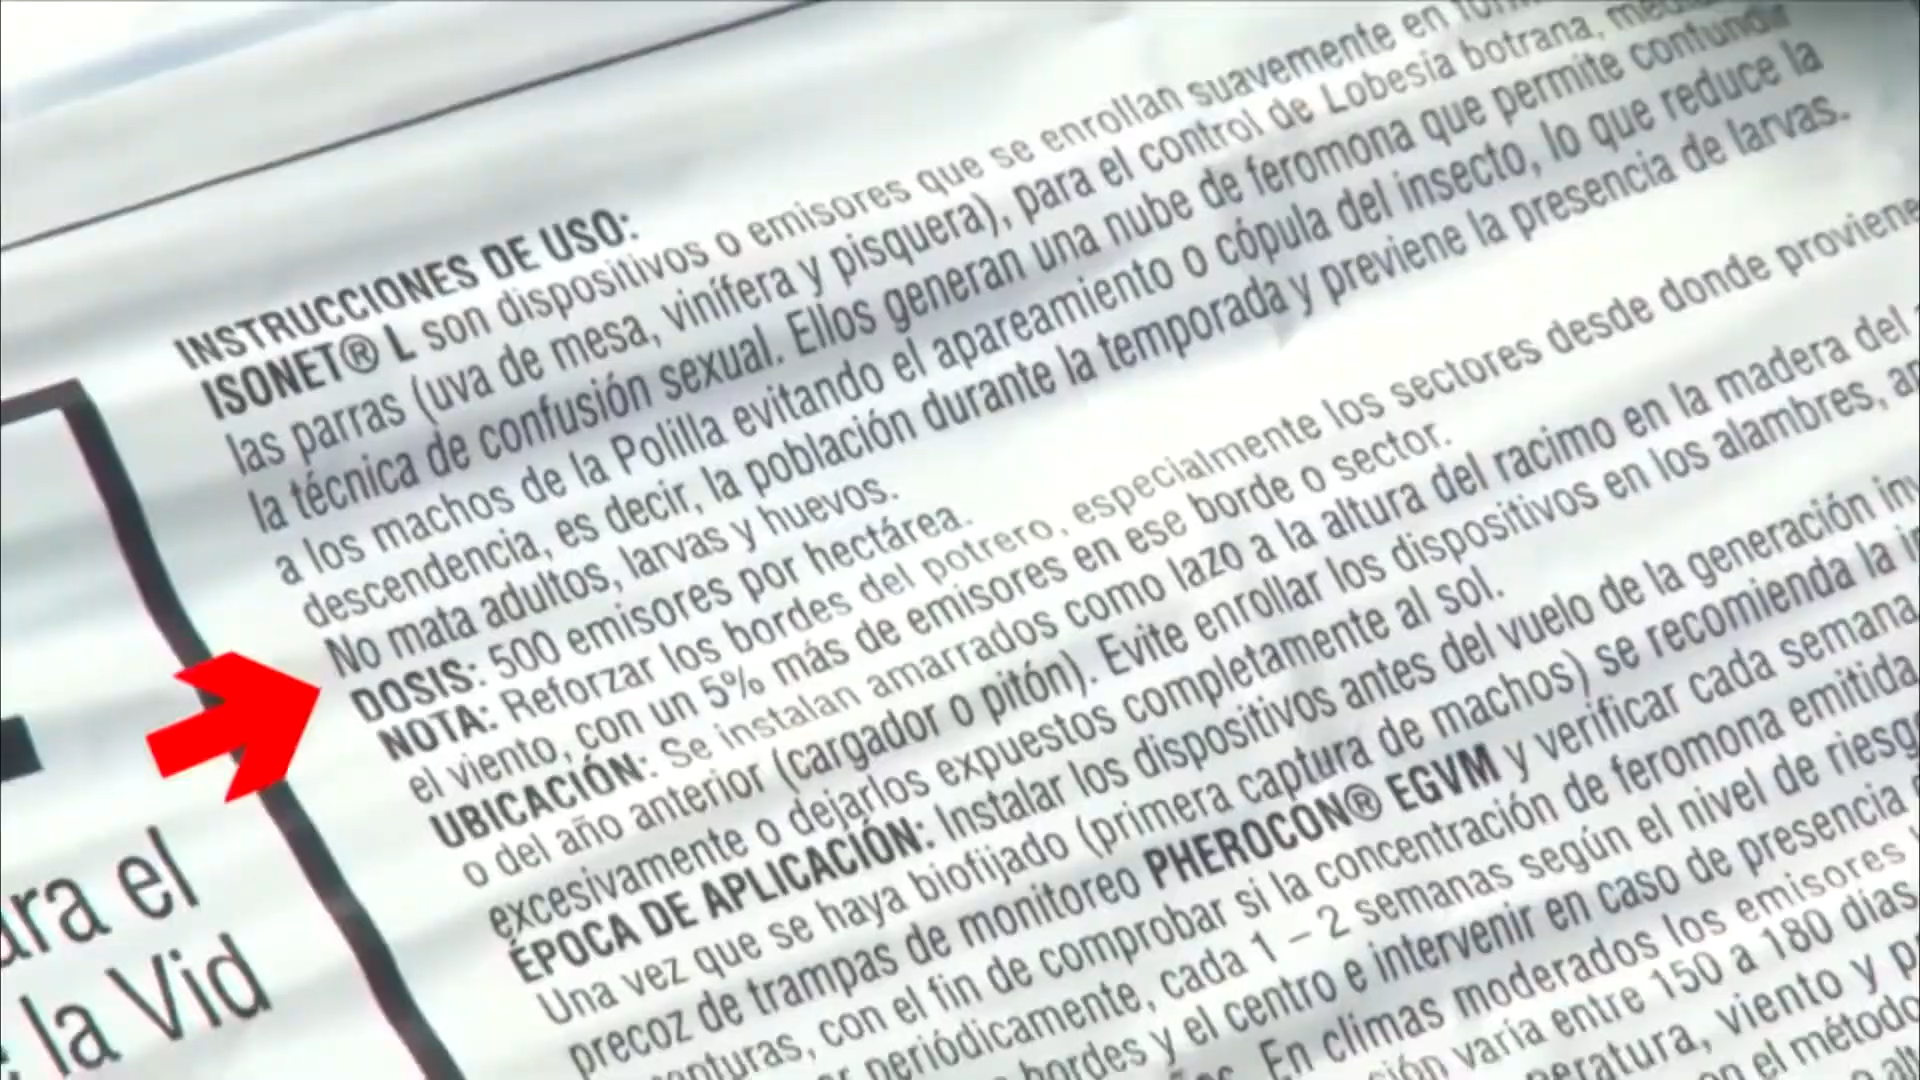 INSTRUCCIONES DE USO:
ISONET® L son dispositivos o emisores que se enrollan suavemente en
las parras (uva de mesa, vinífera y pisquera), para el control de Lobesia botrana,
la técnica de confusión sexual. Ellos generan una nube de feromona que permite confundir
a los machos de la Polilla evitando el apareamiento o cópula del insecto, lo que reduce la
descendencia, es decir, la población durante la temporada y previene la presencia de larvas.
No mata adultos, larvas y huevos.
DOSIS: 500 emisores por hectárea.
NOTA: Reforzar los bordes del potrero, especialmente los sectores desde donde proviene
el viento, con un 5% más de emisores en ese borde o sector.
UBICACIÓN: Se instalan amarrados como lazo a la altura del racimo en la madera del
o del año anterior (cargador o pitón). Evite enrollar los dispositivos en los alambres,
excesivamente o dejarlos expuestos completamente al sol.
ÉPOCA DE APLICACIÓN: Instalar los dispositivos antes del vuelo de la generación
Una vez que se haya biofijado (primera captura de machos) se recomienda la
precoz de trampas de monitoreo PHEROCON® EGVM y verificar cada semana
con el fin de comprobar si la concentración de feromona emitida
periódicamente, cada 1 – 2 semanas según el nivel de
bordes y el centro e intervenir en caso de presencia
En climas moderados los emisores
varía entre 150 a 180 días
viento y
en el método
ara el
la Vid